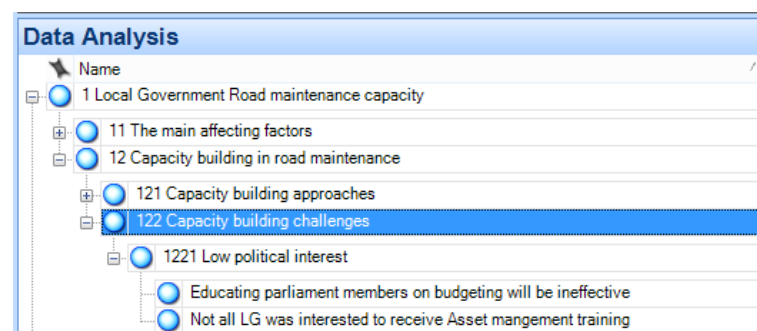 Data Analysis
Name
1 Local Government Road maintenance capacity
11 The main affecting factors
12 Capacity building in road maintenance
121 Capacity building approaches
122 Capacity building challenges
1221 Low political interest
Educating parliament members on budgeting will be ineffective
Not all LG was interested to receive Asset mangement training